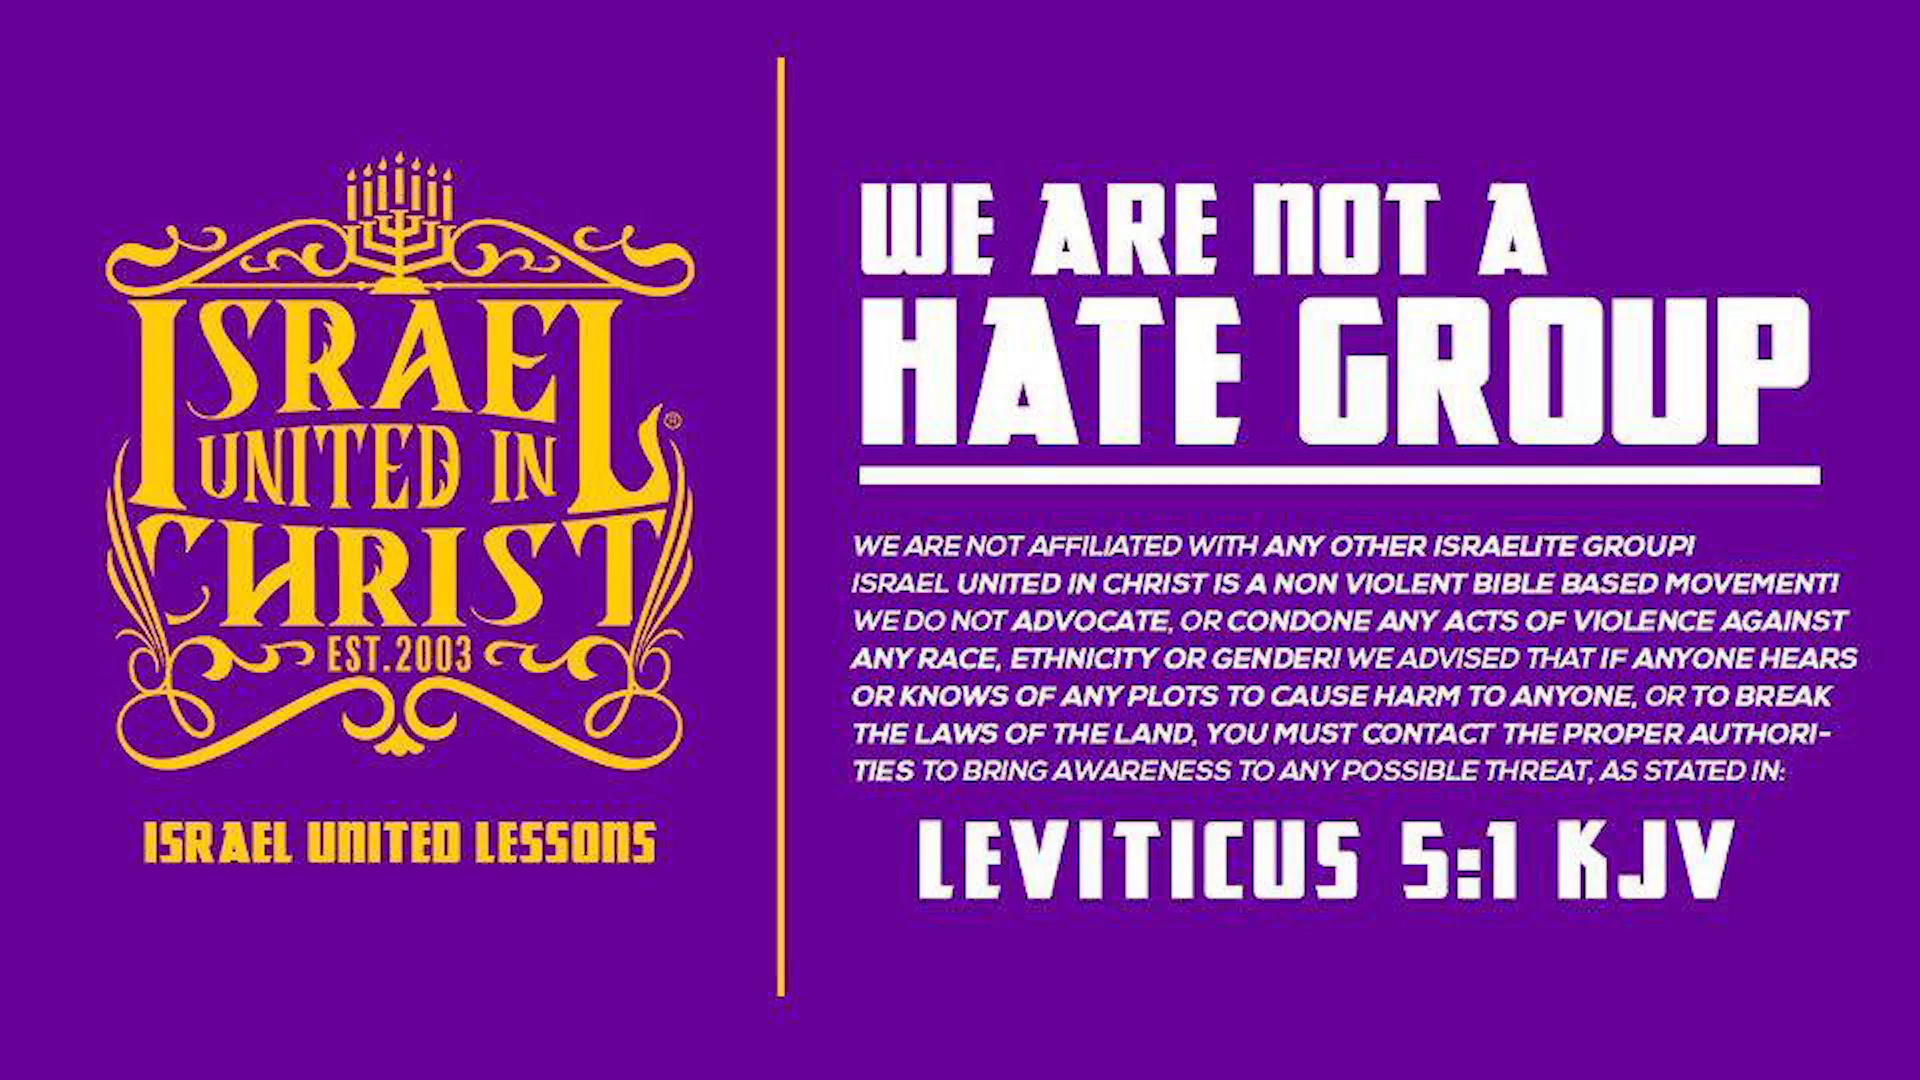 ISRAEL
UNITED IN
CHRIST
®
EST.2003
ISRAEL UNITED LESSONS
WE ARE NOT A
HATE GROUP
WE ARE NOT AFFILIATED WITH ANY OTHER ISRAELITE GROUP!
ISRAEL UNITED IN CHRIST IS A NON VIOLENT BIBLE BASED MOVEMENT!
WE DO NOT ADVOCATE, OR CONDONE ANY ACTS OF VIOLENCE AGAINST
ANY RACE, ETHNICITY OR GENDER! WE ADVISED THAT IF ANYONE HEARS
OR KNOWS OF ANY PLOTS TO CAUSE HARM TO ANYONE, OR TO BREAK
THE LAWS OF THE LAND, YOU MUST CONTACT THE PROPER AUTHORI-
TIES TO BRING AWARENESS TO ANY POSSIBLE THREAT, AS STATED IN:
LEVITICUS 5:1 KJV